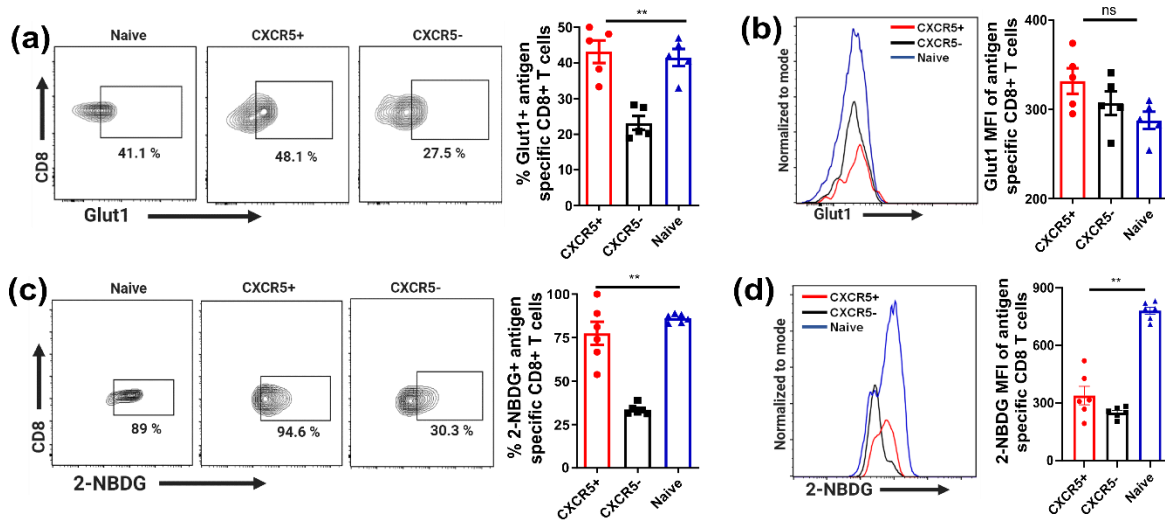 (a)
Naive
CXCR5+
CXCR5-
CD8
41.1 %
48.1 %
27.5 %
Glut1
% Glut1+ antigen
specific CD8+ T cells
50
40
30
20
10
0
**
CXCR5+
CXCR5-
Naive
(b)
CXCR5+
CXCR5-
Naive
Normalized to mode
Glut1
Glut1 MFI of antigen
specific CD8+ T cells
400
300
200
ns
CXCR5+
CXCR5-
Naive
(c)
Naive
CXCR5+
CXCR5-
CD8
89 %
94.6 %
30.3 %
2-NBDG
% 2-NBDG+ antigen
specific CD8+ T cells
100
75
50
25
0
**
CXCR5+
CXCR5-
Naive
(d)
CXCR5+
CXCR5-
Naive
Normalized to mode
2-NBDG
2-NBDG MFI of antigen
specific CD8 T cells
900
600
300
0
**
CXCR5+
CXCR5-
Naive